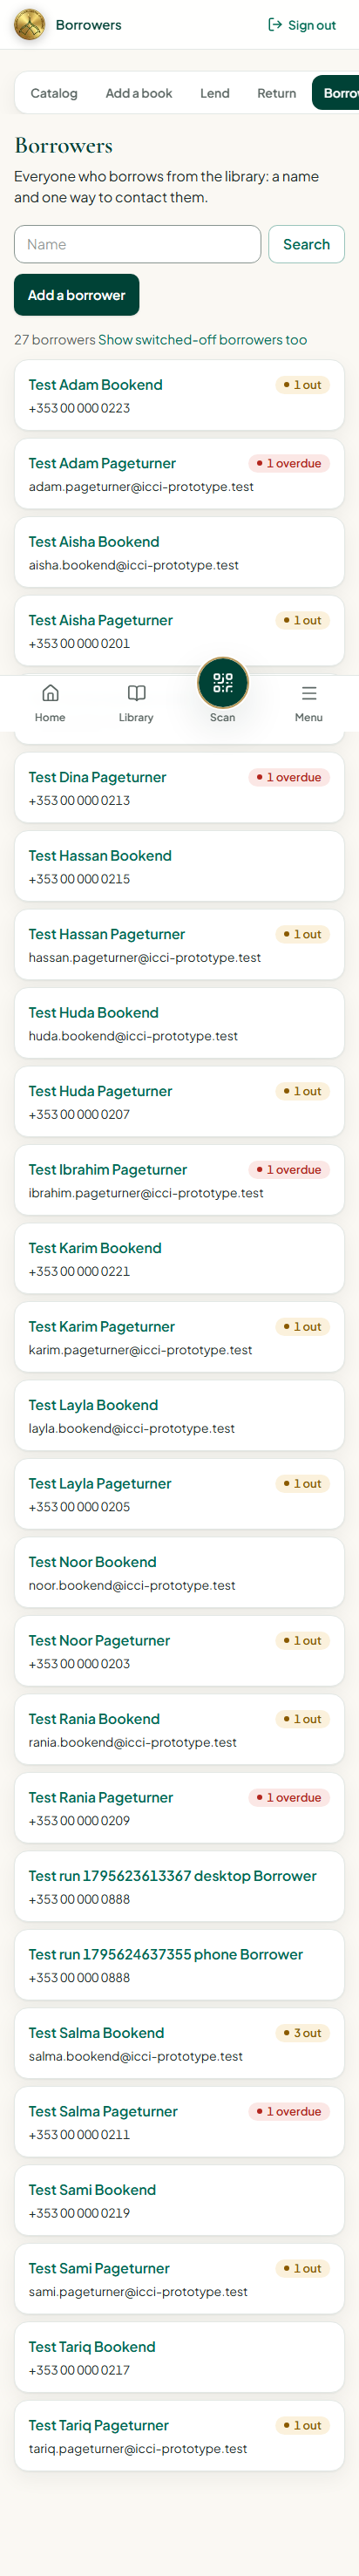 Borrowers
Sign out
Catalog
Add a book
Lend
Return
Borrowers
Everyone who borrows from the library: a name
and one way to contact them.
Name
Search
Add a borrower
27 borrowers Show switched-off borrowers too
Test Adam Bookend
1 out
+353 00 000 0223
Test Adam Pageturner
1 overdue
adam.pageturner@icci-prototype.test
Test Aisha Bookend
aisha.bookend@icci-prototype.test
Test Aisha Pageturner
1 out
+353 00 000 0201
Home
Library
Scan
Menu
Test Dina Pageturner
1 overdue
+353 00 000 0213
Test Hassan Bookend
+353 00 000 0215
Test Hassan Pageturner
1 out
hassan.pageturner@icci-prototype.test
Test Huda Bookend
huda.bookend@icci-prototype.test
Test Huda Pageturner
1 out
+353 00 000 0207
Test Ibrahim Pageturner
1 overdue
ibrahim.pageturner@icci-prototype.test
Test Karim Bookend
+353 00 000 0221
Test Karim Pageturner
1 out
karim.pageturner@icci-prototype.test
Test Layla Bookend
layla.bookend@icci-prototype.test
Test Layla Pageturner
1 out
+353 00 000 0205
Test Noor Bookend
noor.bookend@icci-prototype.test
Test Noor Pageturner
1 out
+353 00 000 0203
Test Rania Bookend
1 out
rania.bookend@icci-prototype.test
Test Rania Pageturner
1 overdue
+353 00 000 0209
Test run 1795623613367 desktop Borrower
+353 00 000 0888
Test run 1795624637355 phone Borrower
+353 00 000 0888
Test Salma Bookend
3 out
salma.bookend@icci-prototype.test
Test Salma Pageturner
1 overdue
+353 00 000 0211
Test Sami Bookend
+353 00 000 0219
Test Sami Pageturner
1 out
sami.pageturner@icci-prototype.test
Test Tariq Bookend
+353 00 000 0217
Test Tariq Pageturner
1 out
tariq.pageturner@icci-prototype.test